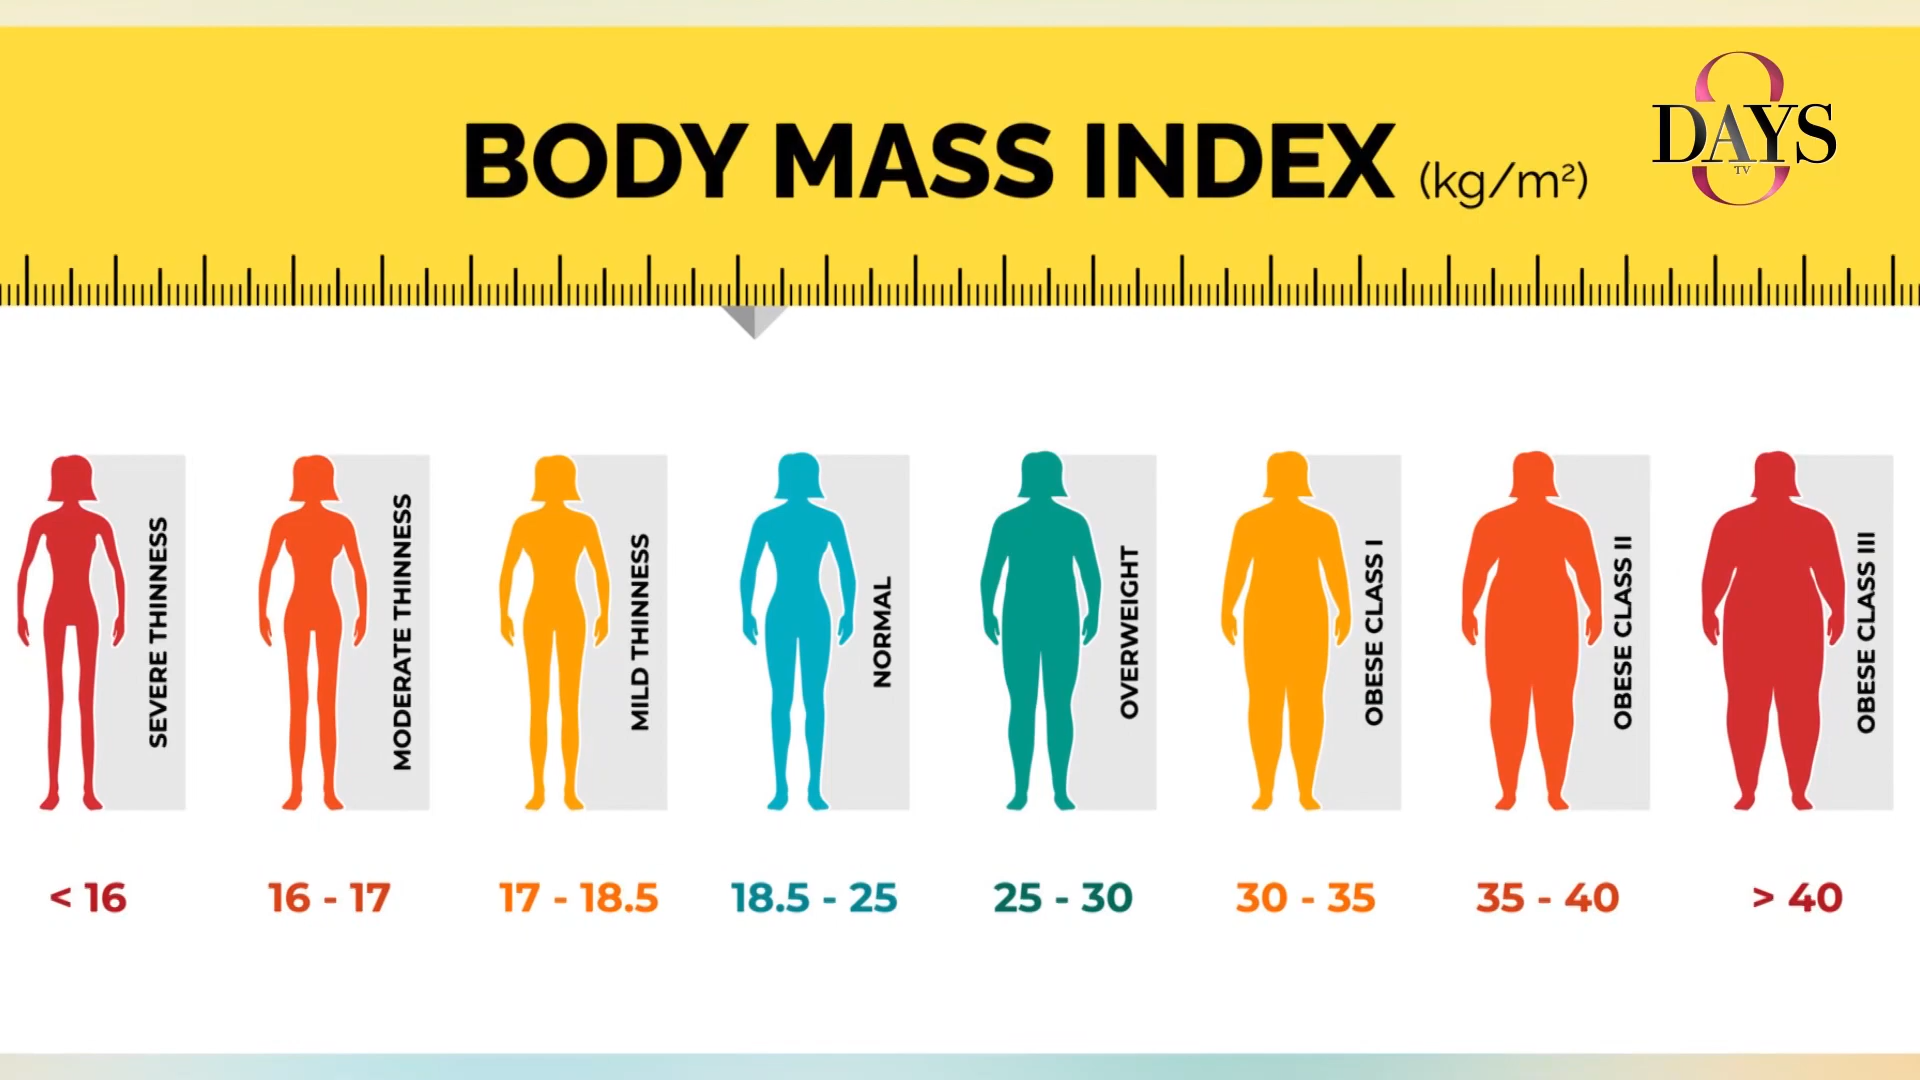 BODY MASS INDEX (kg/m²)
8
DAYS
TV
SEVERE THINNESS
MODERATE THINNESS
MILD THINNESS
NORMAL
OVERWEIGHT
OBESE CLASS I
OBESE CLASS II
OBESE CLASS III
< 16
16 - 17
17 - 18.5
18.5 - 25
25 - 30
30 - 35
35 - 40
> 40